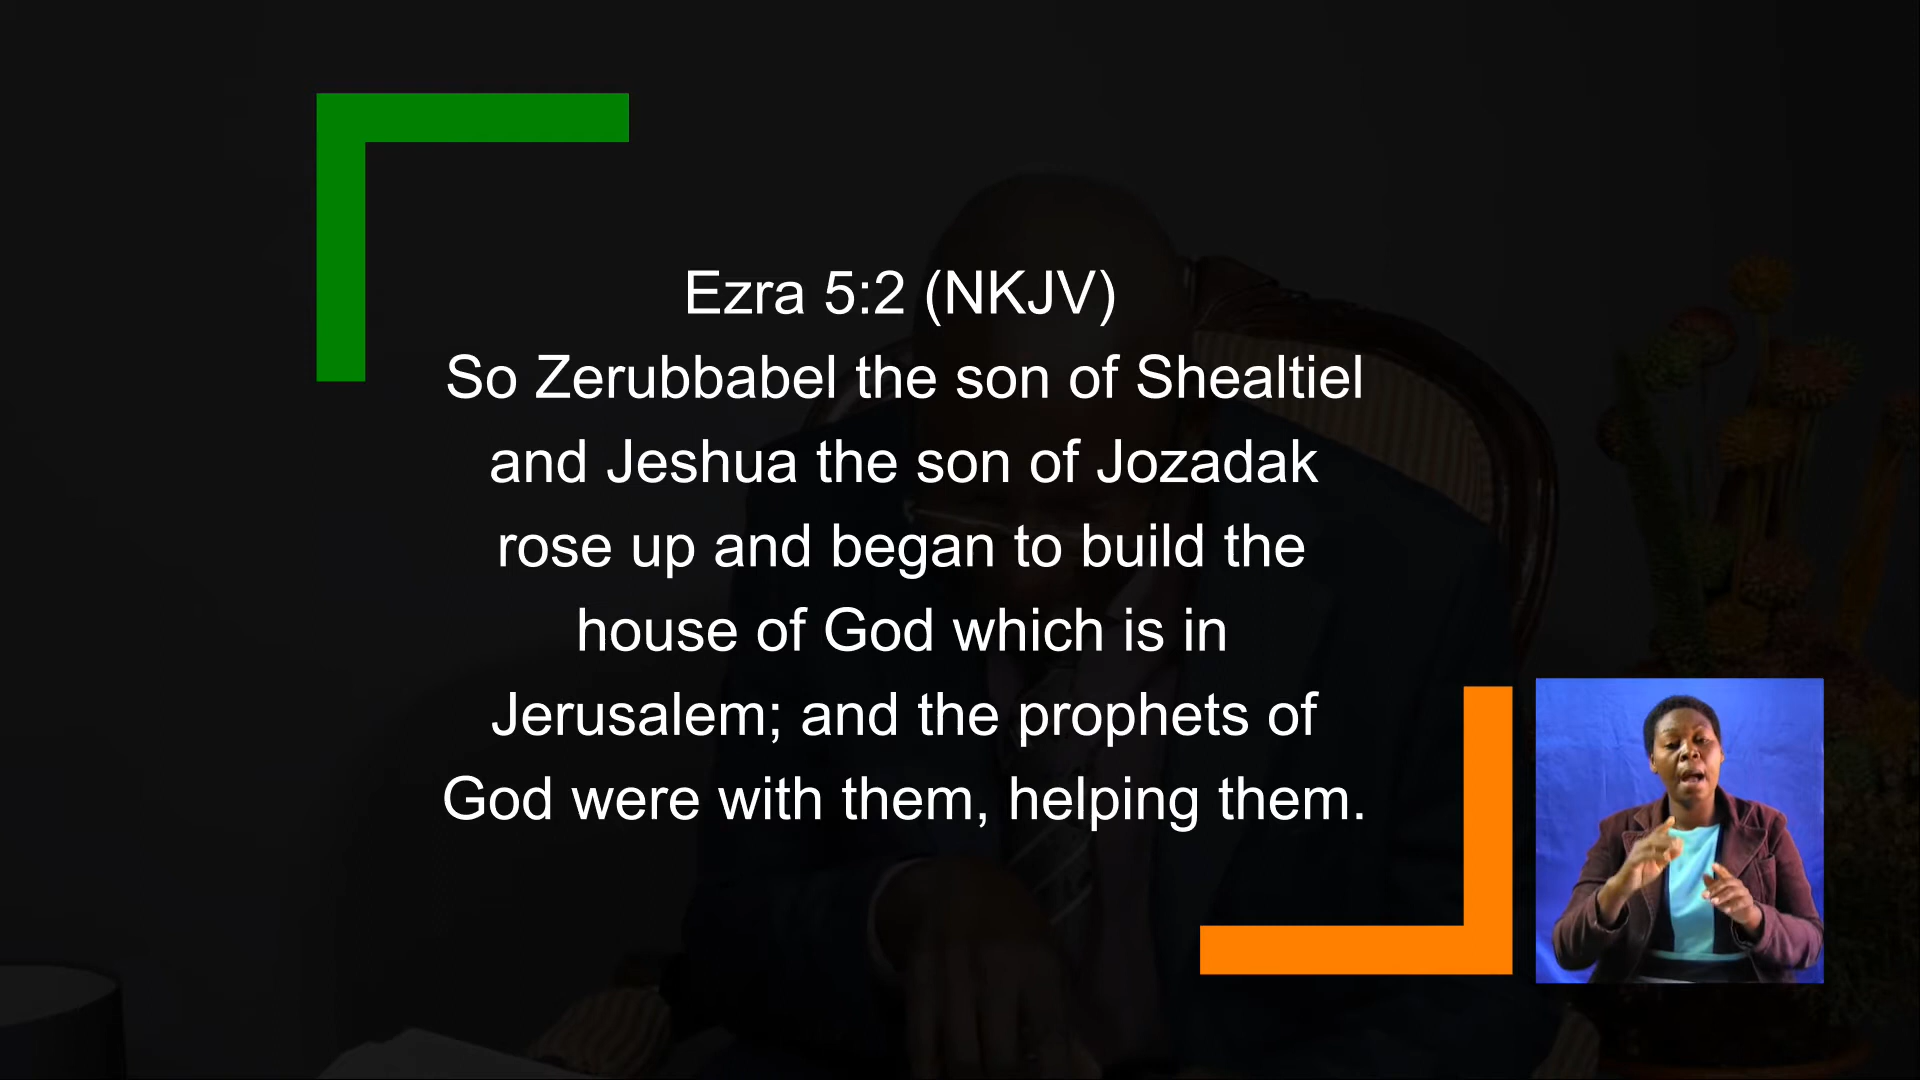 Ezra 5:2 (NKJV)
So Zerubbabel the son of Shealtiel
and Jeshua the son of Jozadak
rose up and began to build the
house of God which is in
Jerusalem; and the prophets of
God were with them, helping them.